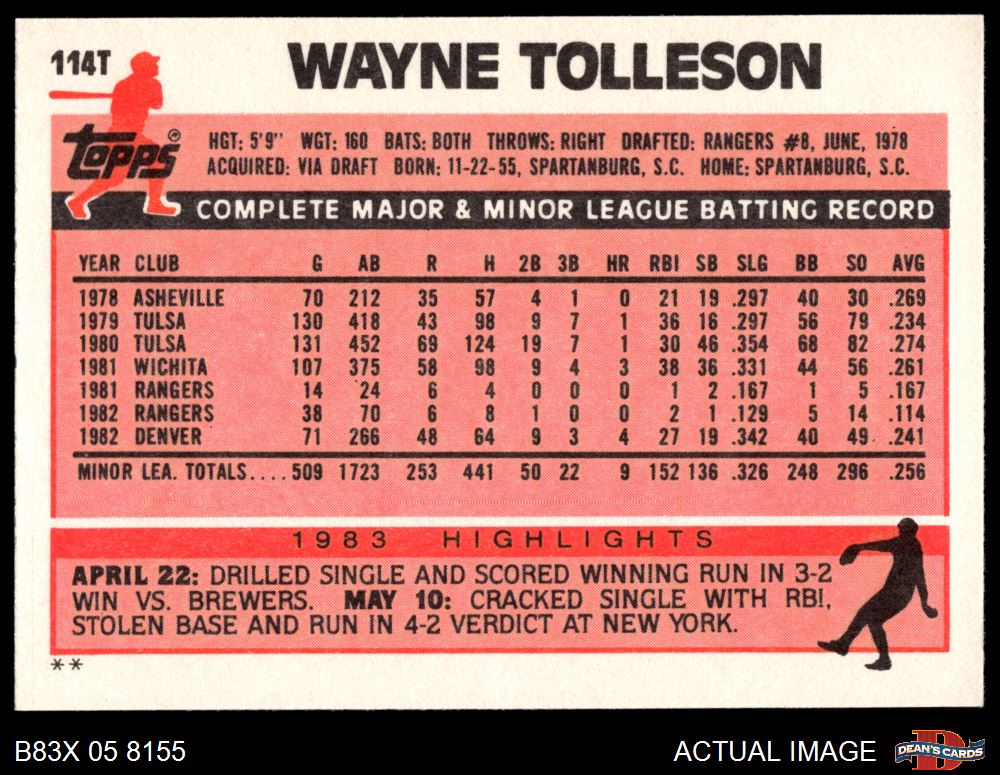 114T
WAYNE TOLLESON
Topps®
HGT: 5'9" WGT: 160 BATS: BOTH THROWS: RIGHT DRAFTED: RANGERS #8, JUNE, 1978
ACQUIRED: VIA DRAFT BORN: 11-22-55, SPARTANBURG, S.C. HOME: SPARTANBURG, S.C.
COMPLETE MAJOR & MINOR LEAGUE BATTING RECORD
YEAR CLUB G AB R H 2B 3B HR RBI SB SLG BB SO AVG
1978 ASHEVILLE 70 212 35 57 4 1 0 21 19 .297 40 30 .269
1979 TULSA 130 418 43 98 9 7 1 36 16 .297 56 79 .234
1980 TULSA 131 452 69 124 19 7 1 30 46 .354 68 82 .274
1981 WICHITA 107 375 58 98 9 4 3 38 36 .331 44 56 .261
1981 RANGERS 14 24 6 4 0 0 0 1 2 .167 1 5 .167
1982 RANGERS 38 70 6 8 1 0 0 2 1 .129 5 14 .114
1982 DENVER 71 266 48 64 9 3 4 27 19 .342 40 49 .241
MINOR LEA. TOTALS.... 509 1723 253 441 50 22 9 152 136 .326 248 296 .256
1983 HIGHLIGHTS
APRIL 22: DRILLED SINGLE AND SCORED WINNING RUN IN 3-2
WIN VS. BREWERS. MAY 10: CRACKED SINGLE WITH RBI,
STOLEN BASE AND RUN IN 4-2 VERDICT AT NEW YORK.
**
B83X 05 8155
ACTUAL IMAGE
D
DEAN'S CARDS